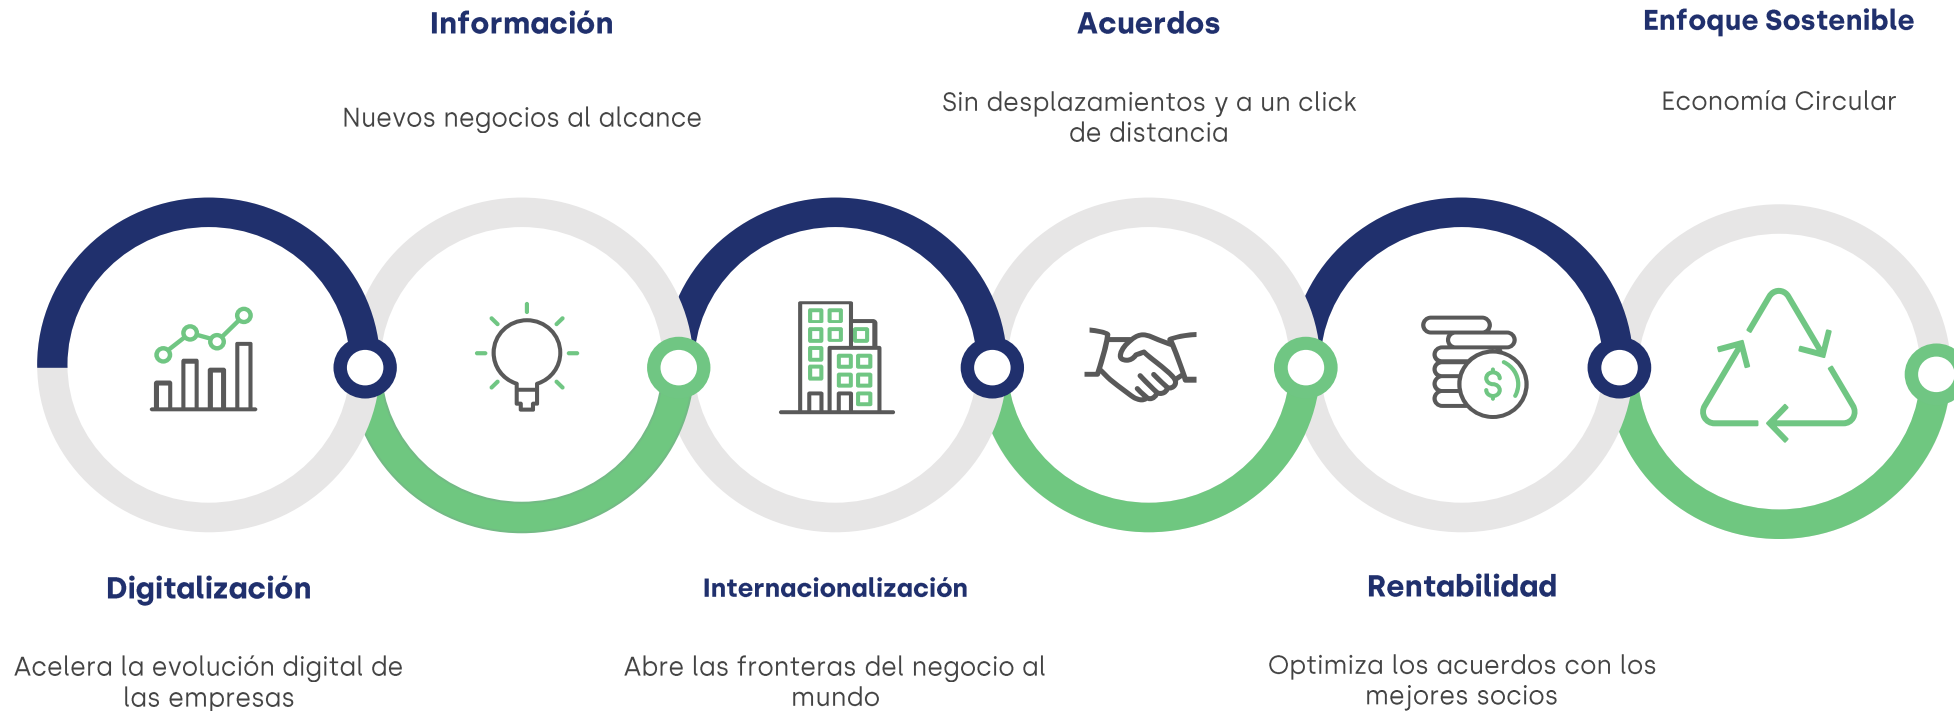 Información
Nuevos negocios al alcance
Acuerdos
Sin desplazamientos y a un click
de distancia
Enfoque Sostenible
Economía Circular
$
Digitalización
Acelera la evolución digital de
las empresas
Internacionalización
Abre las fronteras del negocio al
mundo
Rentabilidad
Optimiza los acuerdos con los
mejores socios